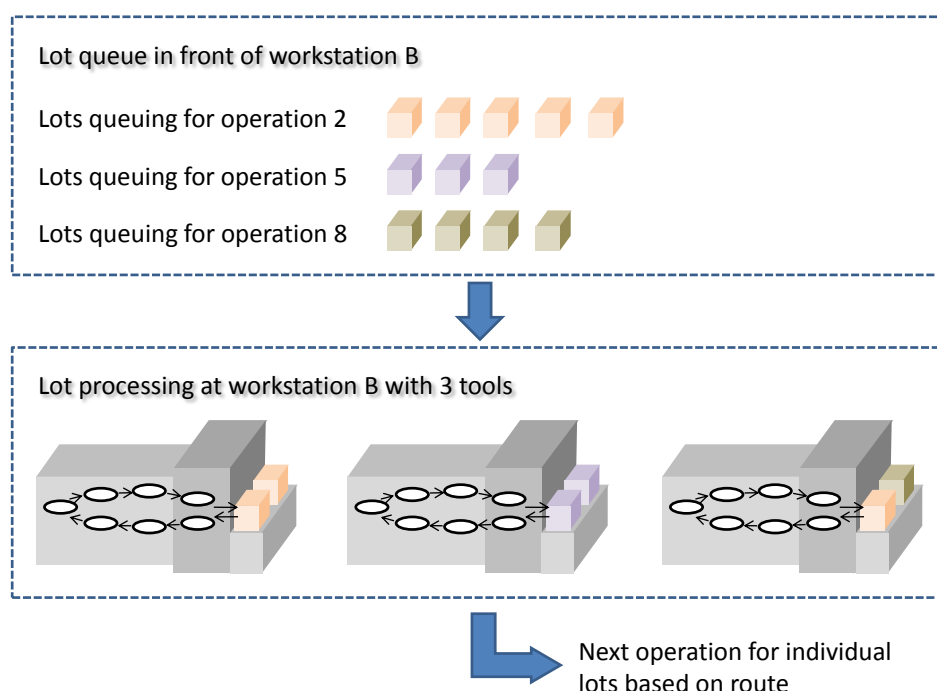 Lot queue in front of workstation B
Lots queuing for operation 2
Lots queuing for operation 5
Lots queuing for operation 8
Lot processing at workstation B with 3 tools
Next operation for individual
lots based on route